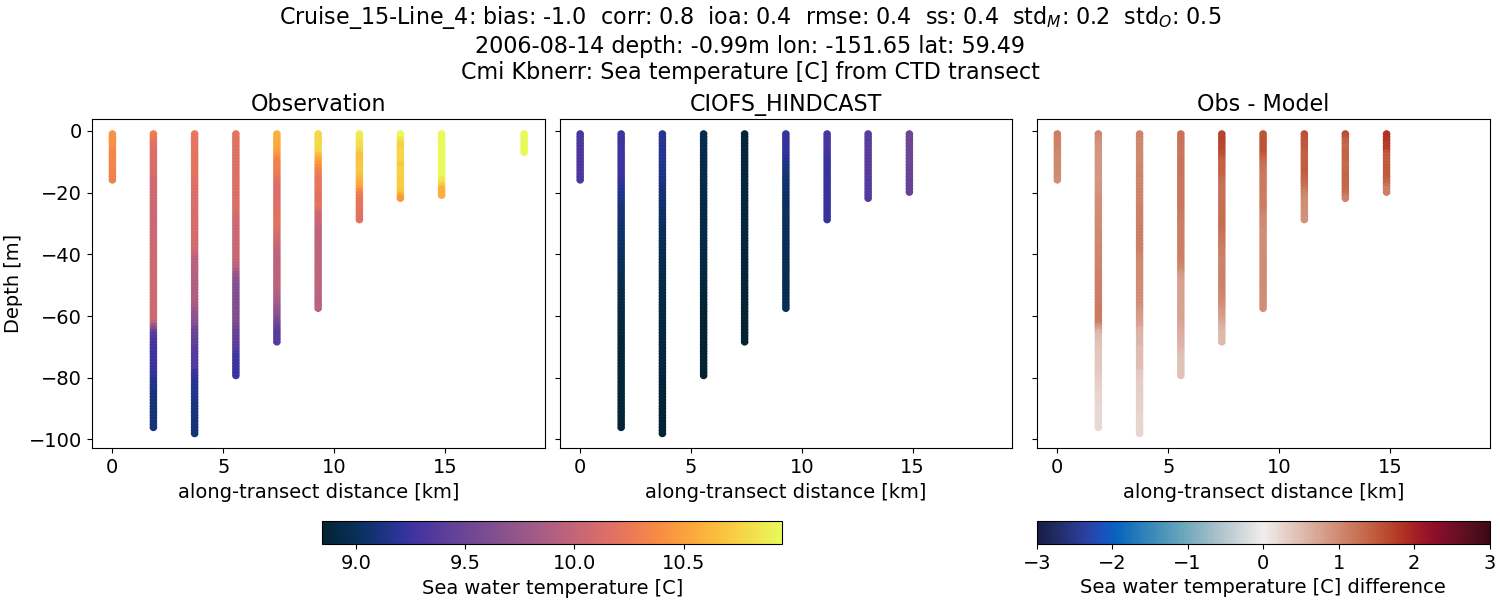 Cruise_15-Line_4: bias: -1.0  corr: 0.8  ioa: 0.4  rmse: 0.4  ss: 0.4  std_M: 0.2  std_O: 0.5
2006-08-14 depth: -0.99m lon: -151.65 lat: 59.49
Cmi Kbnerr: Sea temperature [C] from CTD transect
Observation
CIOFS_HINDCAST
Obs - Model
Depth [m]
0
−20
−40
−60
−80
−100
0 5 10 15
0 5 10 15
0 5 10 15
along-transect distance [km]
along-transect distance [km]
along-transect distance [km]
9.0 9.5 10.0 10.5
Sea water temperature [C]
−3 −2 −1 0 1 2 3
Sea water temperature [C] difference